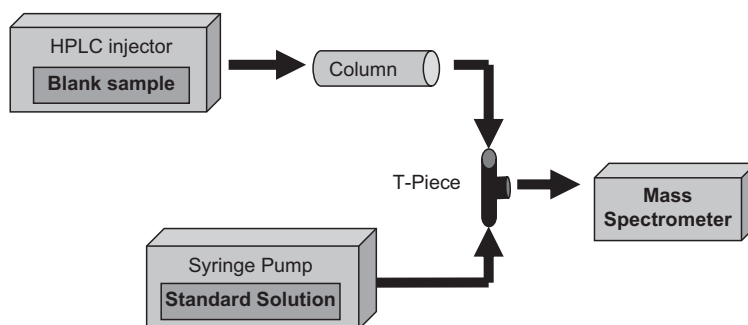 HPLC injector
Blank sample
Column
T-Piece
Mass
Spectrometer
Syringe Pump
Standard Solution